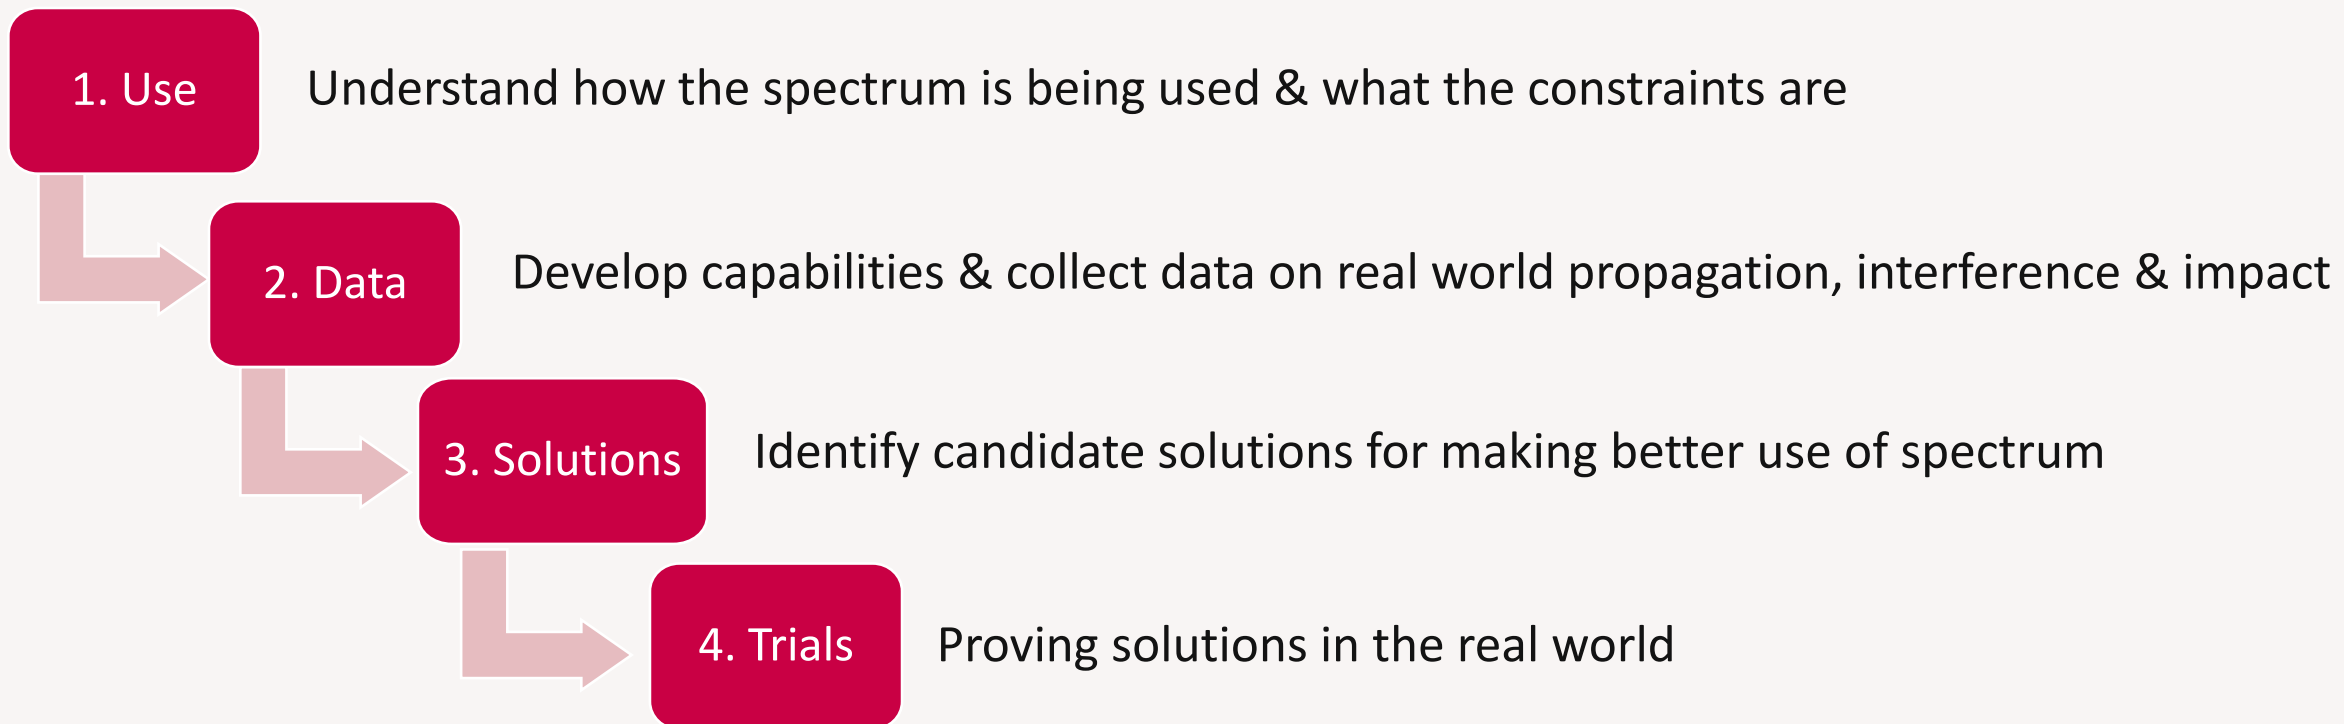 1. Use
Understand how the spectrum is being used & what the constraints are
2. Data
Develop capabilities & collect data on real world propagation, interference & impact
3. Solutions
Identify candidate solutions for making better use of spectrum
4. Trials
Proving solutions in the real world